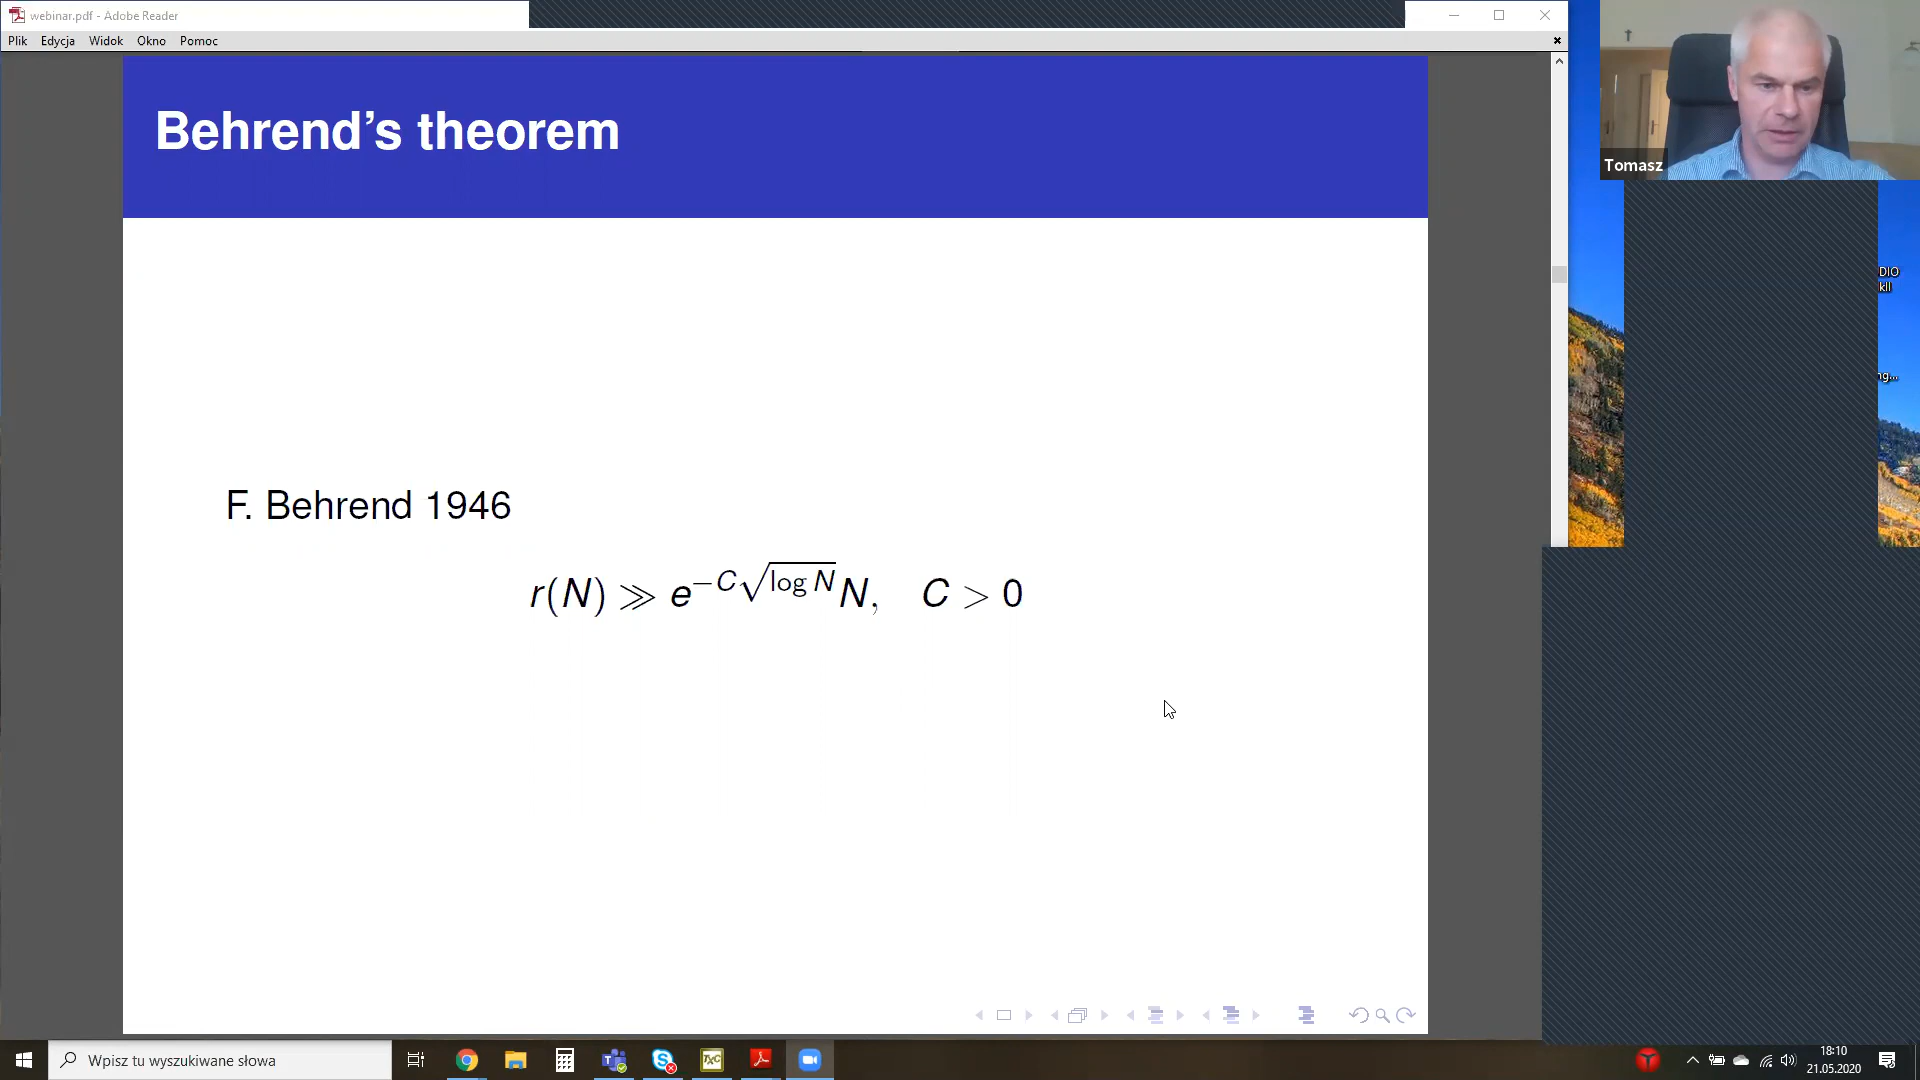 webinar.pdf - Adobe Reader
Plik Edycja Widok Okno Pomoc
Behrend's theorem
F. Behrend 1946
r(N) ≫ e^{-C√log N} N, C > 0
Tomasz
DIO
kll
ng...
Wpisz tu wyszukiwane słowa
18:10
21.05.2020